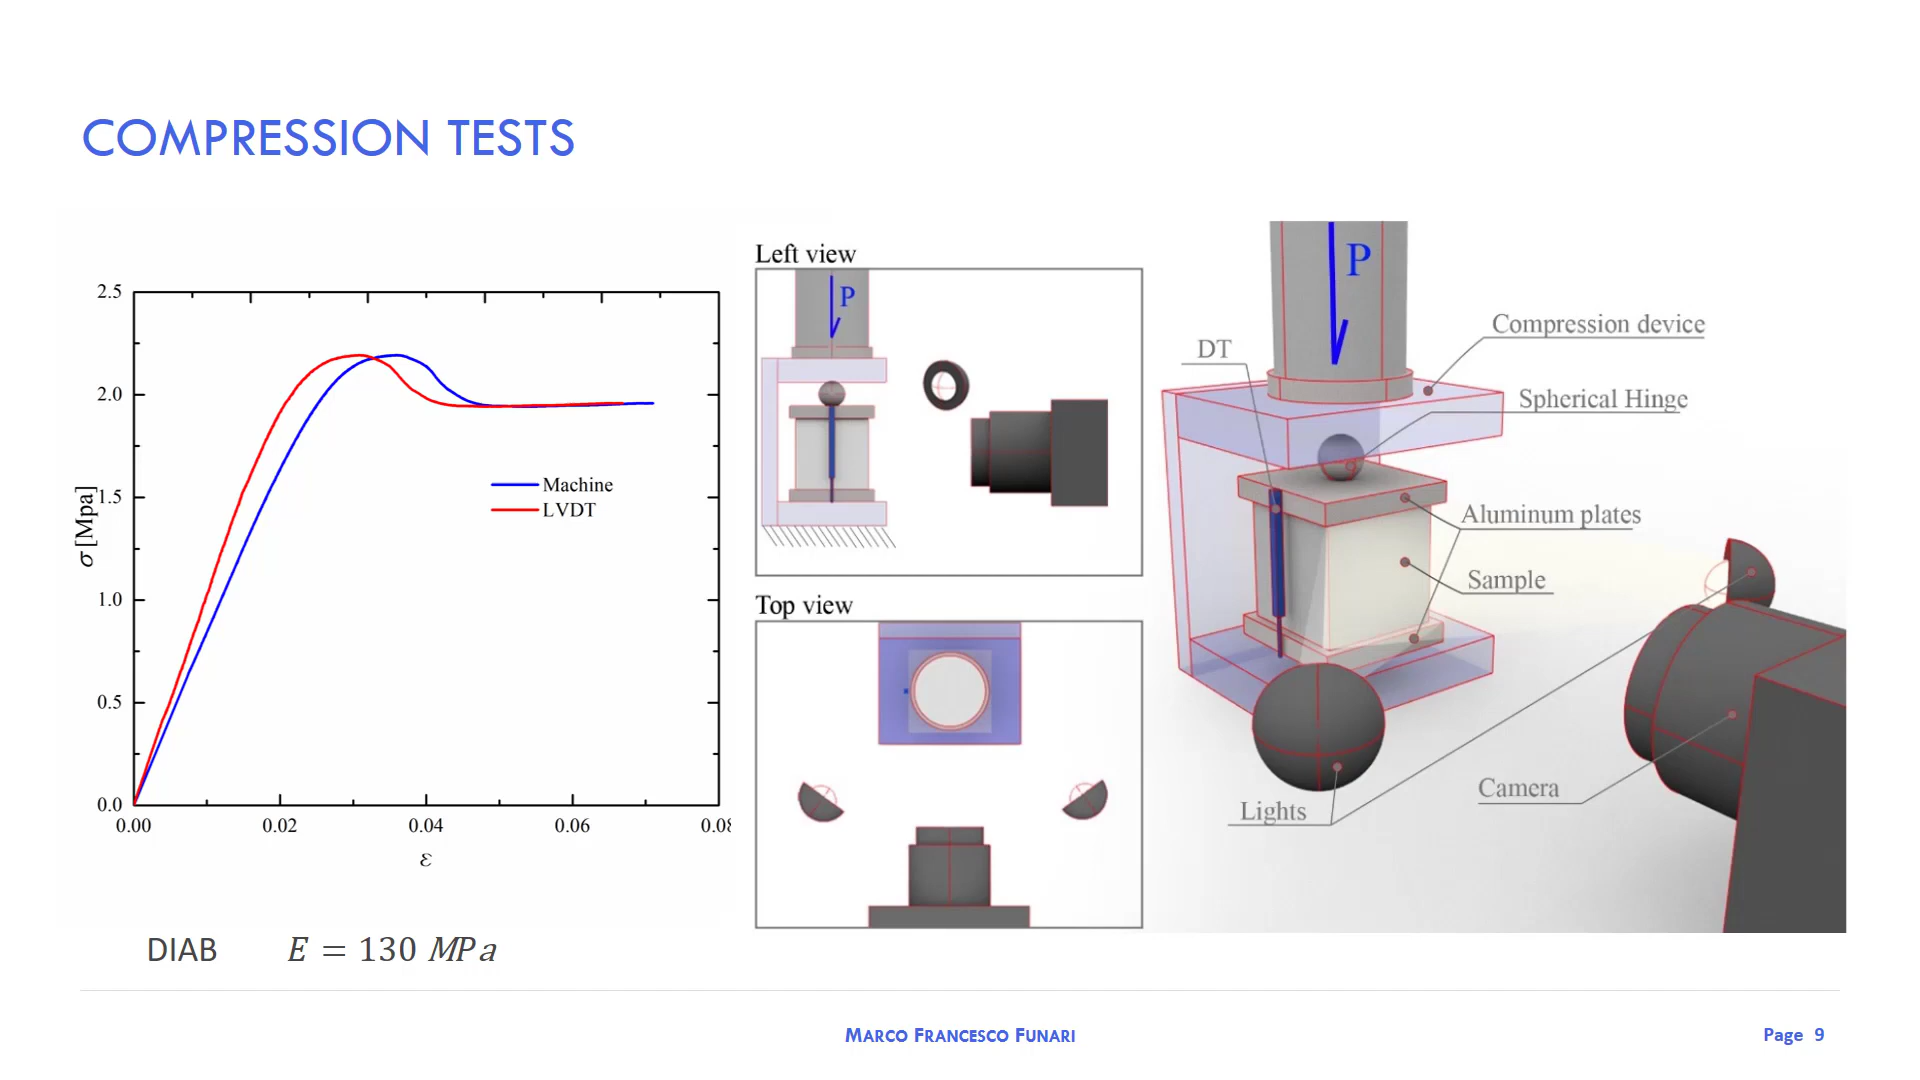 COMPRESSION TESTS
2.5
2.0
1.5
1.0
0.5
0.0
0.00
0.02
0.04
0.06
0.08
σ [Mpa]
ε
Machine
LVDT
DIAB E = 130 MPa
Left view
P
Top view
P
DT
Compression device
Spherical Hinge
Aluminum plates
Sample
Camera
Lights
MARCO FRANCESCO FUNARI
Page 9